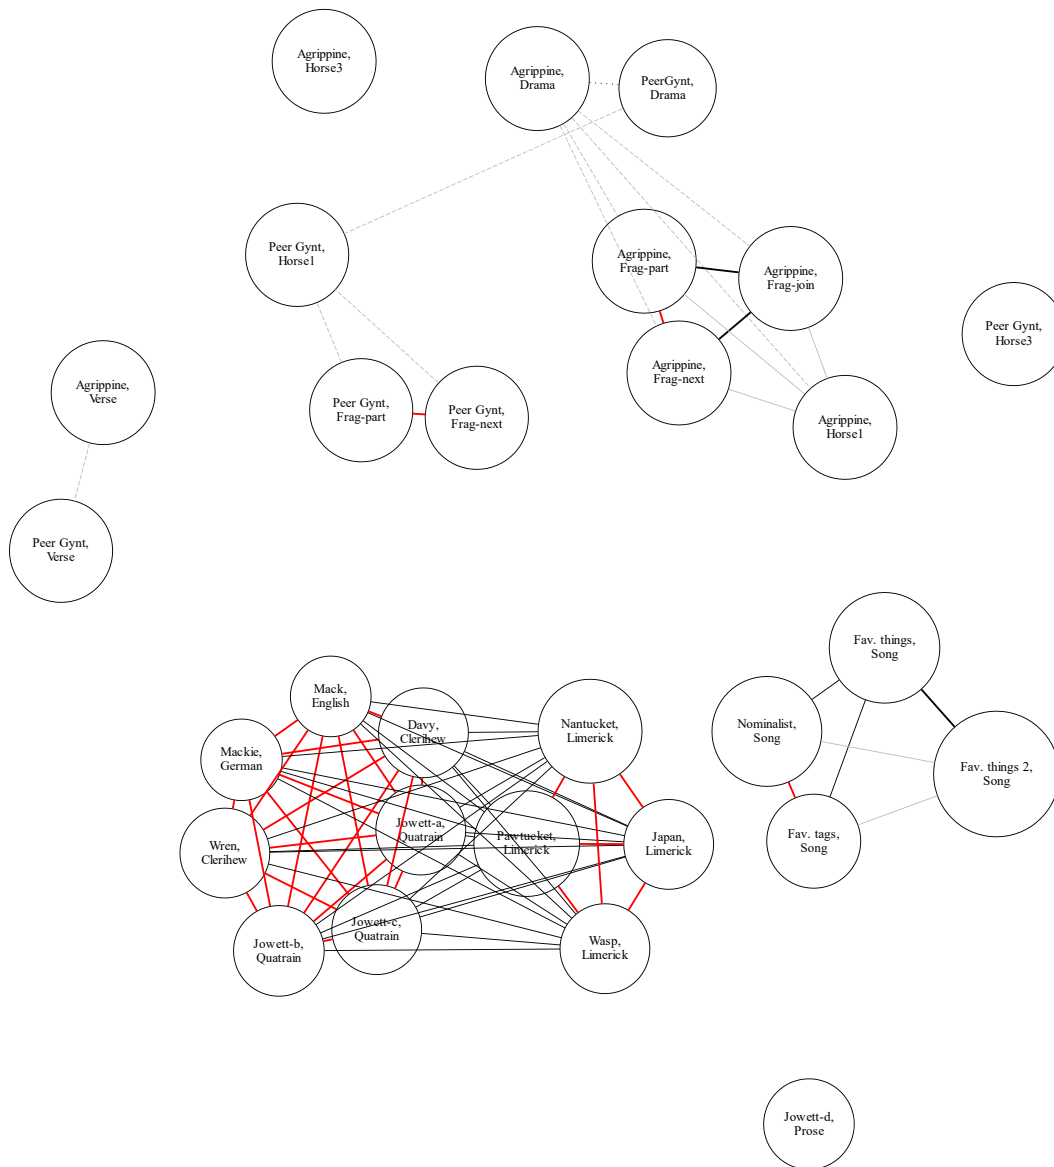 Agrippine,
Horse3
Agrippine,
Drama
PeerGynt,
Drama
Peer Gynt,
Horse1
Agrippine,
Frag-part
Agrippine,
Frag-join
Peer Gynt,
Horse3
Agrippine,
Verse
Peer Gynt,
Frag-part
Peer Gynt,
Frag-next
Agrippine,
Frag-next
Agrippine,
Horse1
Peer Gynt,
Verse
Fav. things,
Song
Mack,
English
Davy,
Clerihew
Nantucket,
Limerick
Nominalist,
Song
Mackie,
German
Fav. things 2,
Song
Jowett-a,
Quatrain
Pawtucket,
Limerick
Japan,
Limerick
Fav. tags,
Song
Wren,
Clerihew
Jowett-c,
Quatrain
Jowett-b,
Quatrain
Wasp,
Limerick
Jowett-d,
Prose